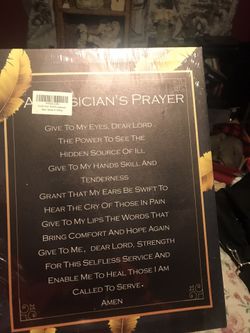 A PHYSICIAN'S PRAYER
GIVE TO MY EYES, DEAR LORD
THE POWER TO SEE THE
HIDDEN SOURCE OF ILL
GIVE TO MY HANDS SKILL AND
TENDERNESS
GRANT THAT MY EARS BE SWIFT TO
HEAR THE CRY OF THOSE IN PAIN
GIVE TO MY LIPS THE WORDS THAT
BRING COMFORT AND HOPE AGAIN
GIVE TO ME, DEAR LORD, STRENGTH
FOR THIS SELFLESS SERVICE AND
ENABLE ME TO HEAL THOSE I AM
CALLED TO SERVE.
AMEN